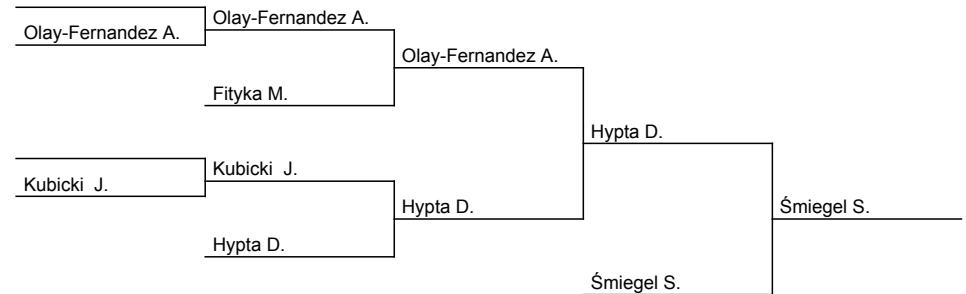 Olay-Fernandez A.
Olay-Fernandez A.
Olay-Fernandez A.
Fityka M.
Hypta D.
Kubicki J.
Kubicki J.
Hypta D.
Śmiegel S.
Hypta D.
Śmiegel S.